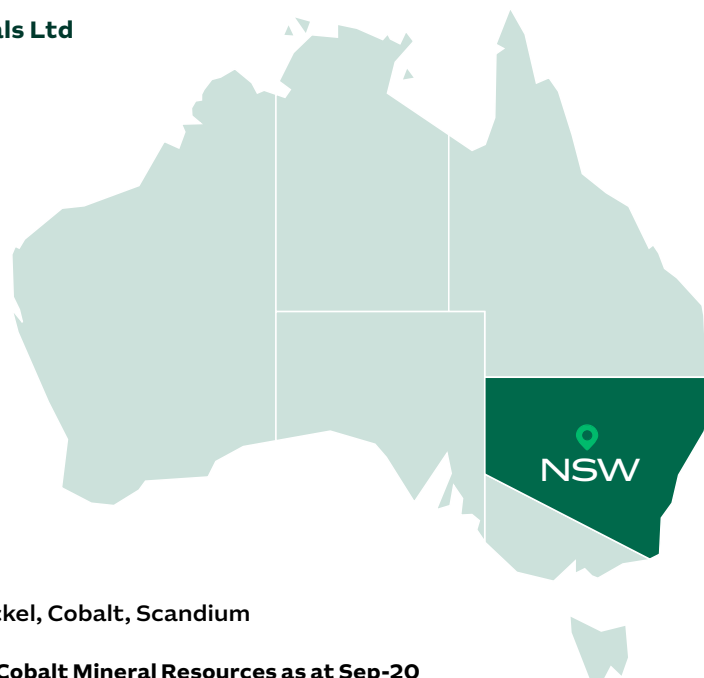 als Ltd
NSW
ckel, Cobalt, Scandium
Cobalt Mineral Resources as at Sep-20